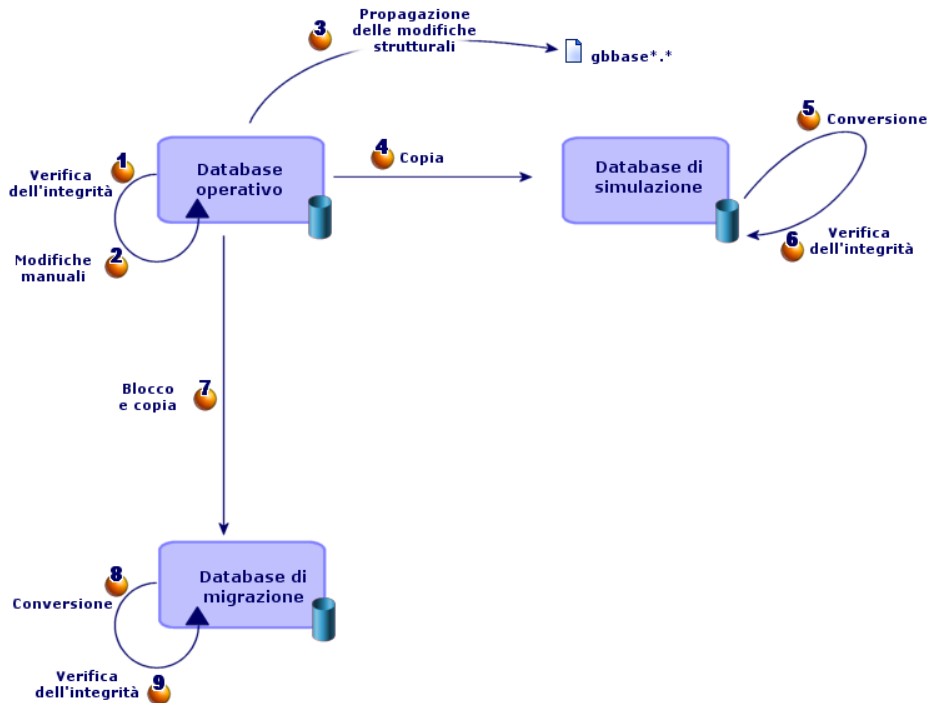 3
Propagazione
delle modifiche
strutturali
gbbase*.*
1
Verifica
dell'integrità
Database
operativo
2
Modifiche
manuali
4
Copia
Database di
simulazione
5
Conversione
6
Verifica
dell'integrità
7
Blocco
e copia
8
Conversione
Database di
migrazione
9
Verifica
dell'integrità